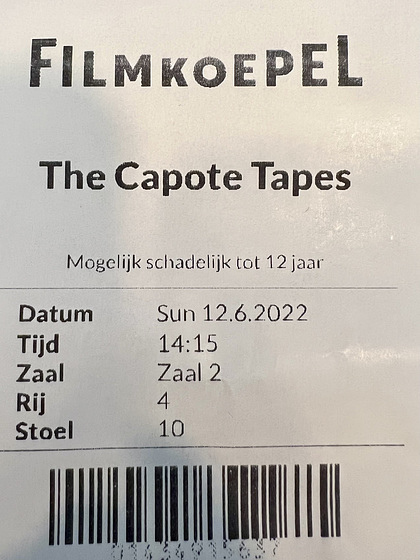 FILMKOEPEL
The Capote Tapes
Mogelijk schadelijk tot 12 jaar
Datum Sun 12.6.2022
Tijd 14:15
Zaal Zaal 2
Rij 4
Stoel 10